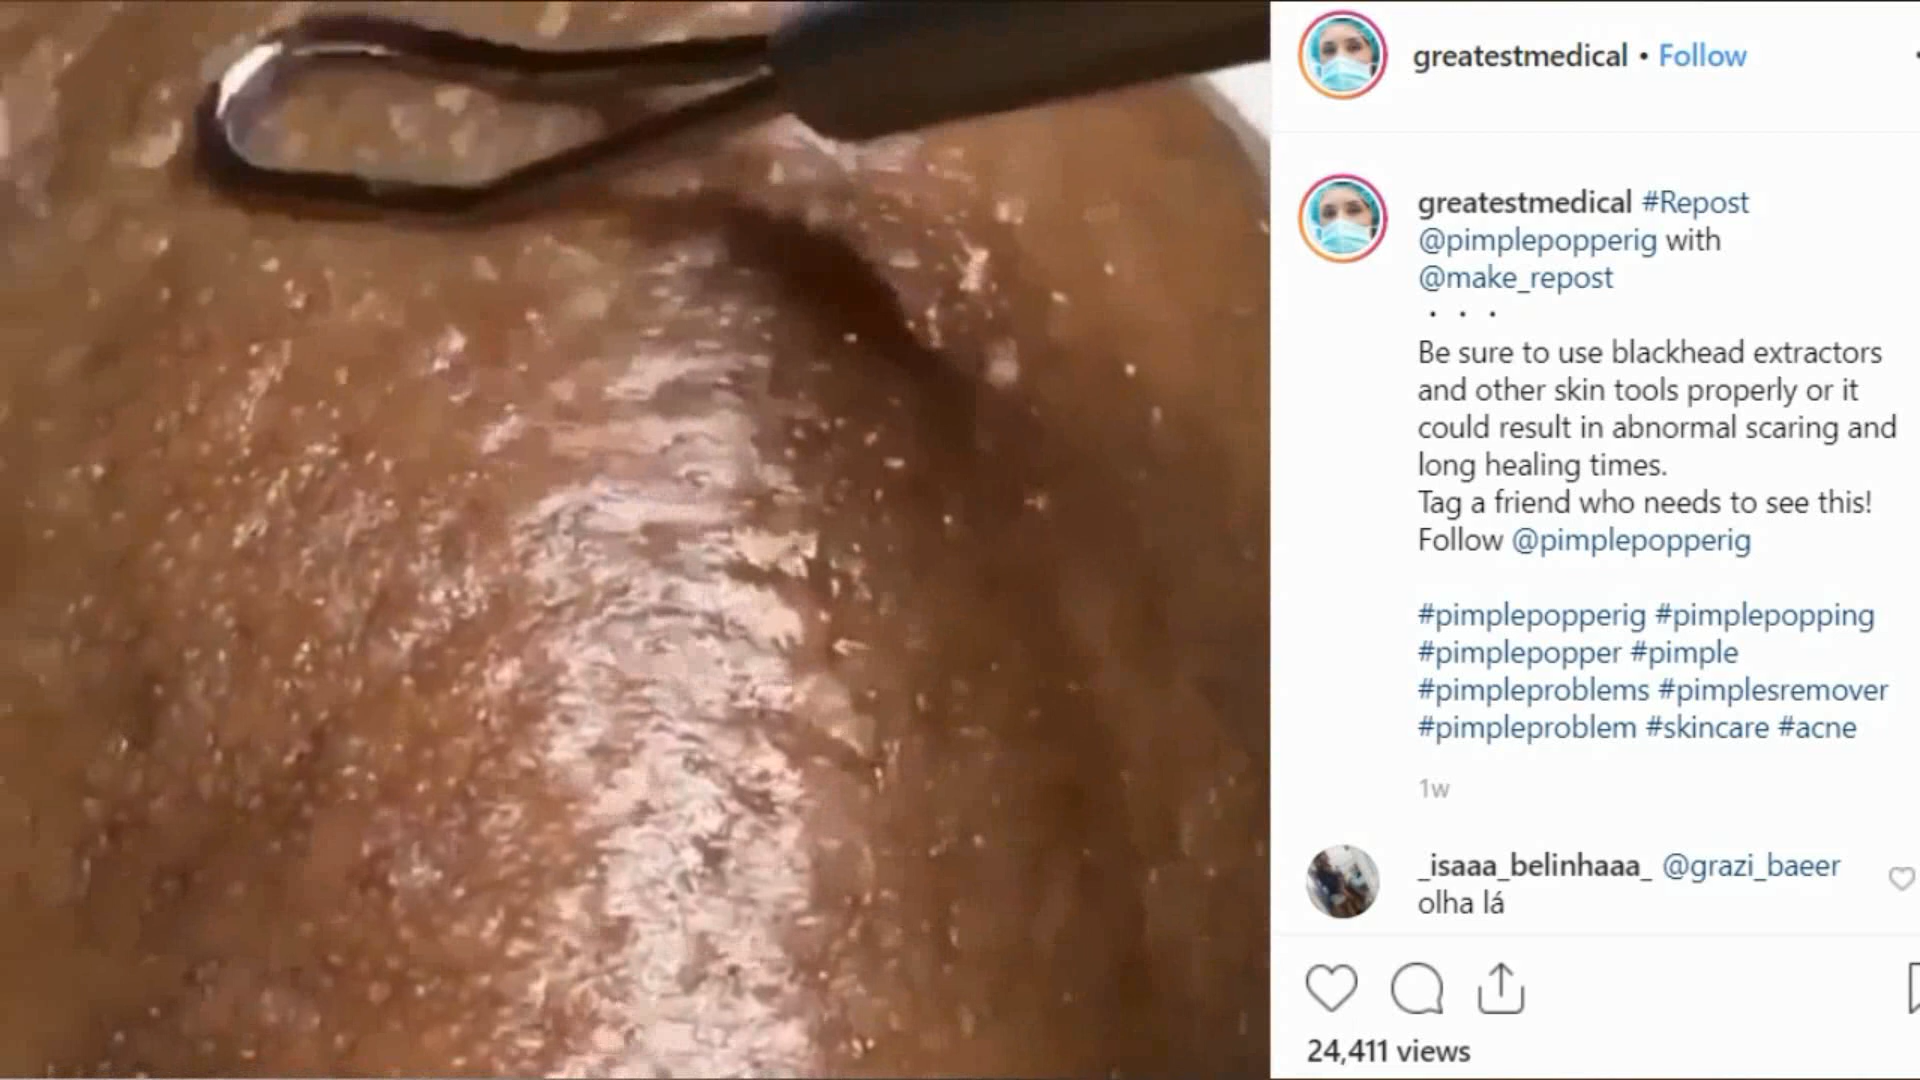 greatestmedical • Follow
greatestmedical #Repost
@pimplepopperig with
@make_repost
· · ·
Be sure to use blackhead extractors
and other skin tools properly or it
could result in abnormal scaring and
long healing times.
Tag a friend who needs to see this!
Follow @pimplepopperig
#pimplepopperig #pimplepopping
#pimplepopper #pimple
#pimpleproblems #pimplesremover
#pimpleproblem #skincare #acne
1w
_isaaa_belinhaaa_ @grazi_baeer
olha lá
24,411 views